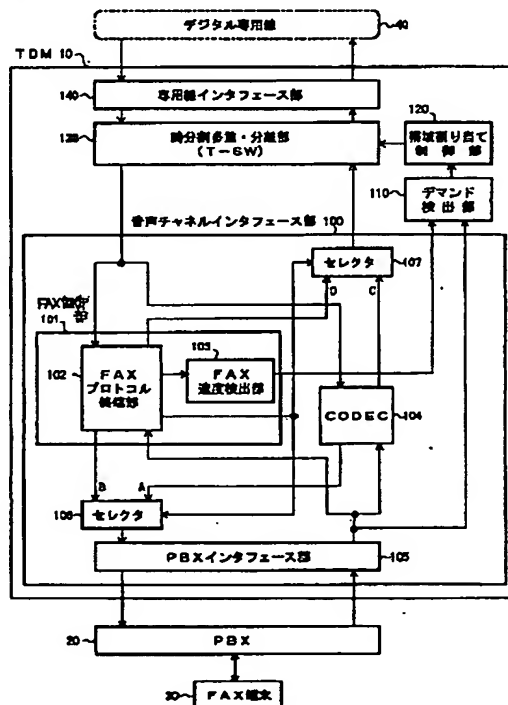 デジタル専用線
40
TDM 10
140
専用線インタフェース部
時分割多重・分離部
(T-SW)
120
帯域割り当て
制御部
110
デマンド
検出部
音声チャネルインタフェース部
100
セレクタ
107
D
C
FAX
部
101
102
FAX
プロトコル
終端部
103
FAX
速度検出部
CODEC
104
B
A
106
セレクタ
PBXインタフェース部
105
20
PBX
30
FAX端末